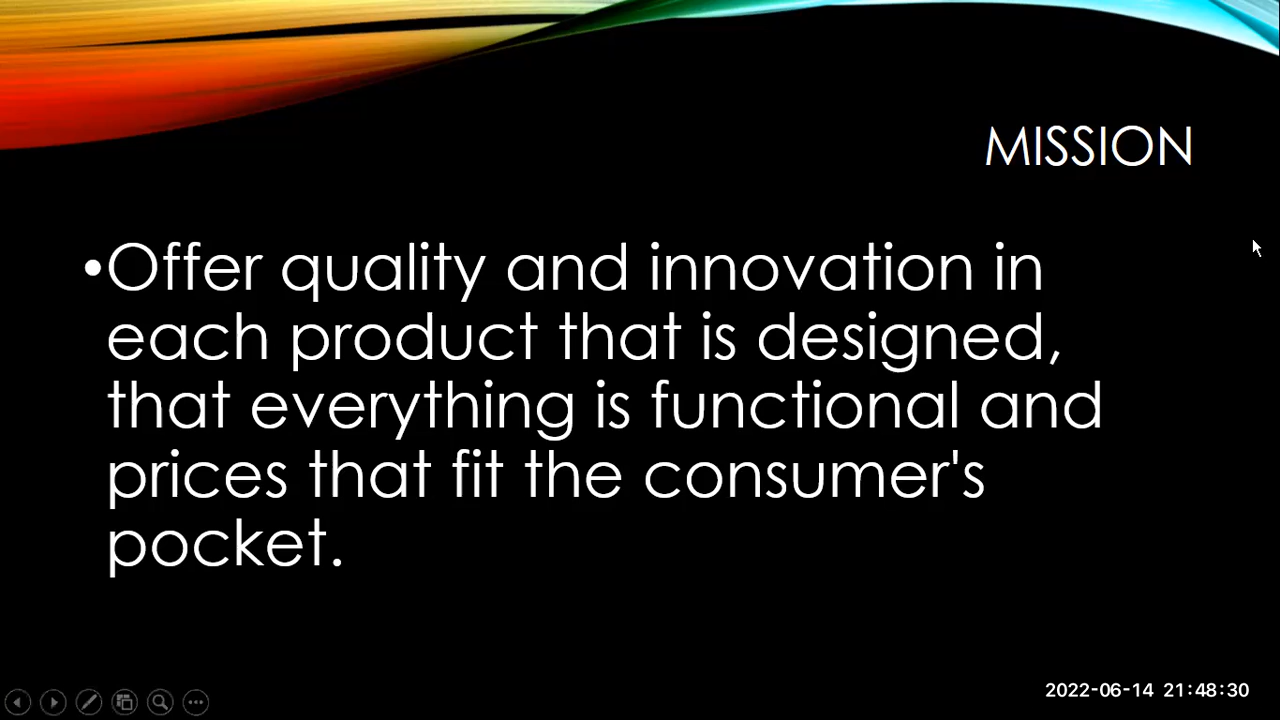 MISSION
•Offer quality and innovation in
each product that is designed,
that everything is functional and
prices that fit the consumer's
pocket.
2022-06-14 21:48:30